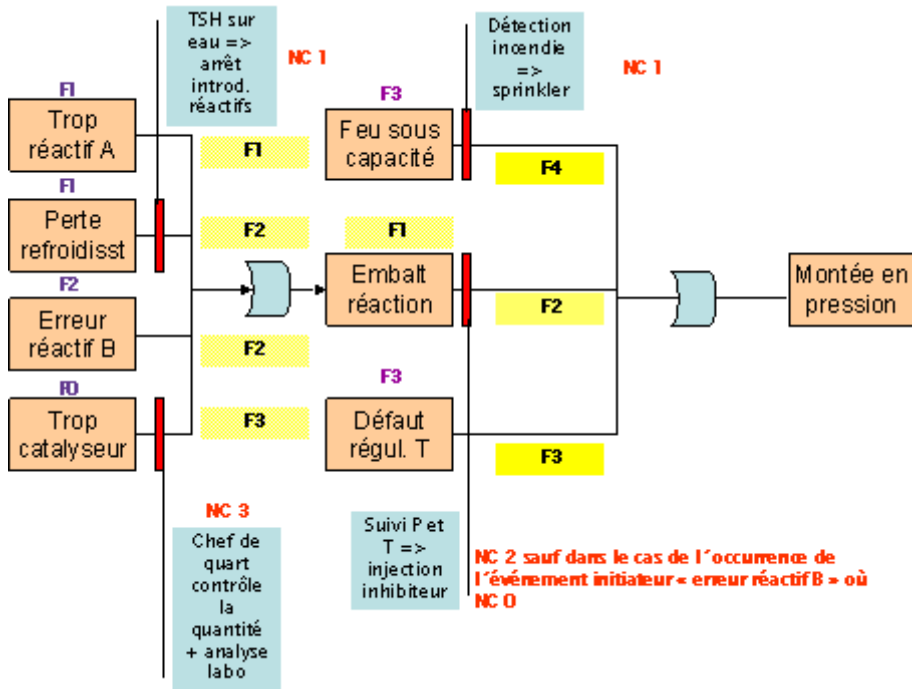 TSH sur
eau =>
arrêt
introd.
réactifs
NC 1
Détection
incendie
=>
sprinkler
NC 1
F1
Trop
réactif A
F1
F3
Feu sous
capacité
F4
F1
Perte
refroidisst
F2
F1
Embalt
réaction
F2
Montée en
pression
F2
Erreur
réactif B
F2
F0
Trop
catalyseur
F3
F3
Défaut
régul. T
F3
NC 3
Chef de
quart
contrôle
la
quantité
+ analyse
labo
Suivi P et
T =>
injection
inhibiteur
NC 2 sauf dans le cas de l´occurrence de
l´événement initiateur « erreur réactif B » où
NC 0